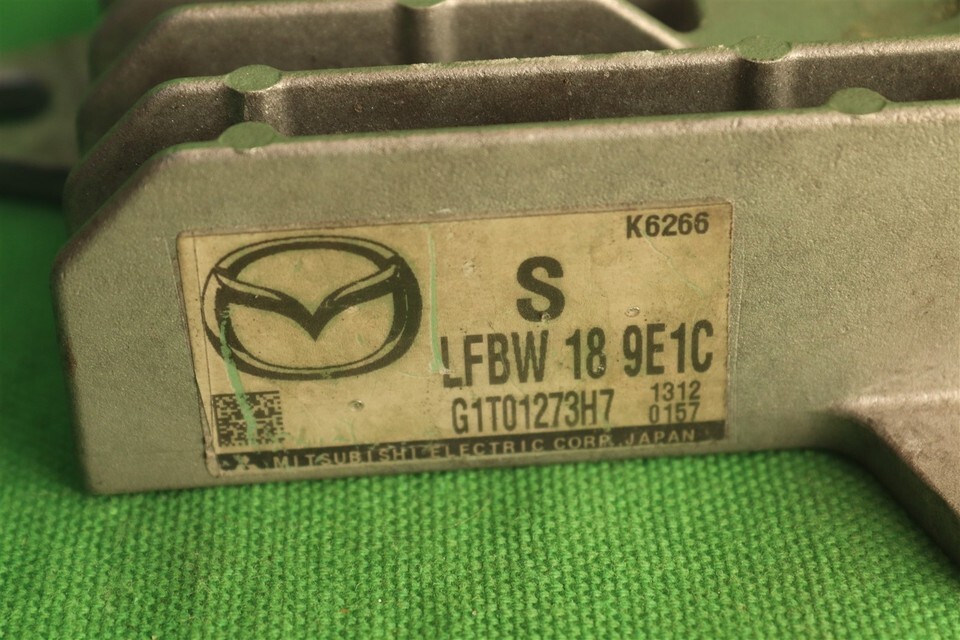 K6266
S
LFBW 18 9E1C
G1T01273H7
1312
0157
MITSUBISHI ELECTRIC CORP. JAPAN